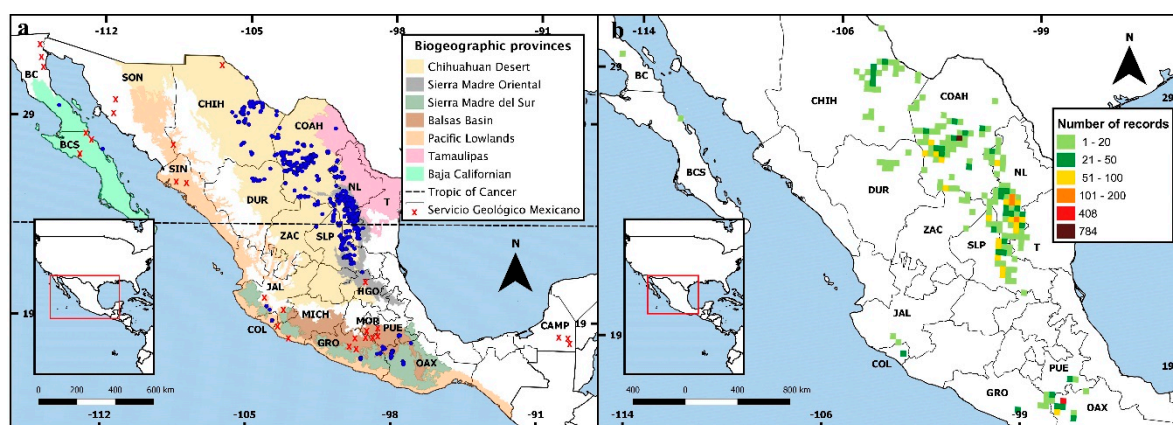 a
-112
-105
-98
-91
Biogeographic provinces
Chihuahuan Desert
Sierra Madre Oriental
Sierra Madre del Sur
Balsas Basin
Pacific Lowlands
Tamaulipas
Baja Californian
Tropic of Cancer
x Servicio Geológico Mexicano
BC
SON
CHIH
29
COAH
BCS
SIN
DUR
NL
T
ZAC
SLP
N
JAL
HGO
19
MICH
MOR
PUE
COL
GRO
OAX
CAMP
19
0 200 400 600 km
-112
-105
-98
-91
b
-114
-106
-99
N
29
BC
CHIH
COAH
29
Number of records
1 - 20
21 - 50
51 - 100
101 - 200
408
784
BCS
NL
DUR
ZAC
SLP
T
19
JAL
COL
PUE
GRO
OAX
19
400 0 400 800 km
-114
-106
-99